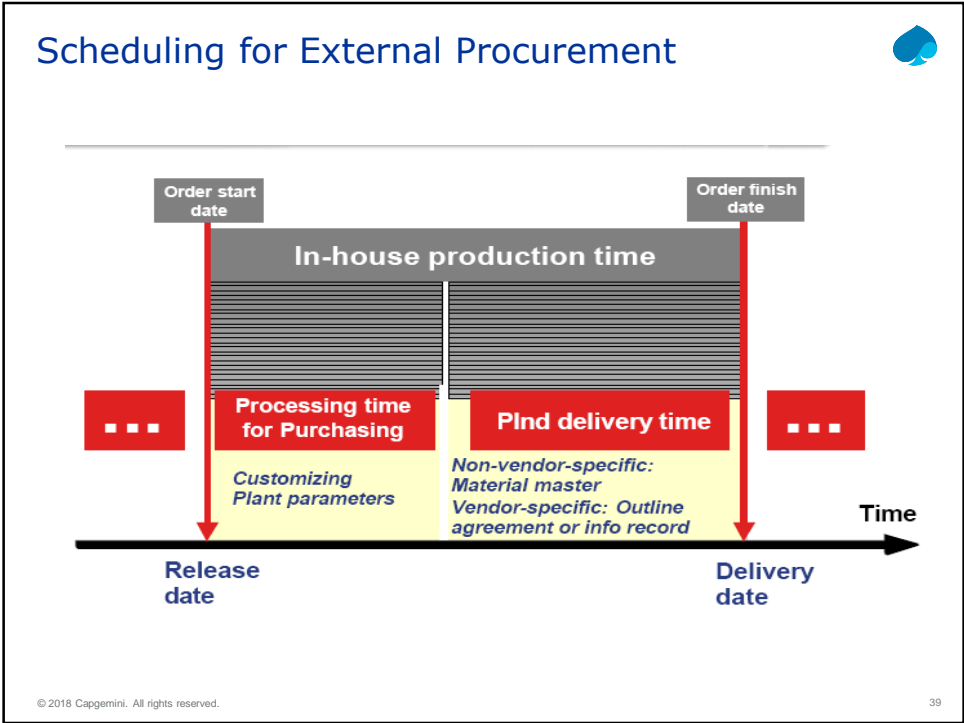 Scheduling for External Procurement
Order start
date
Order finish
date
In-house production time
...
Processing time
for Purchasing
Plnd delivery time
...
Customizing
Plant parameters
Non-vendor-specific:
Material master
Vendor-specific: Outline
agreement or info record
Time
Release
date
Delivery
date
© 2018 Capgemini. All rights reserved.
39